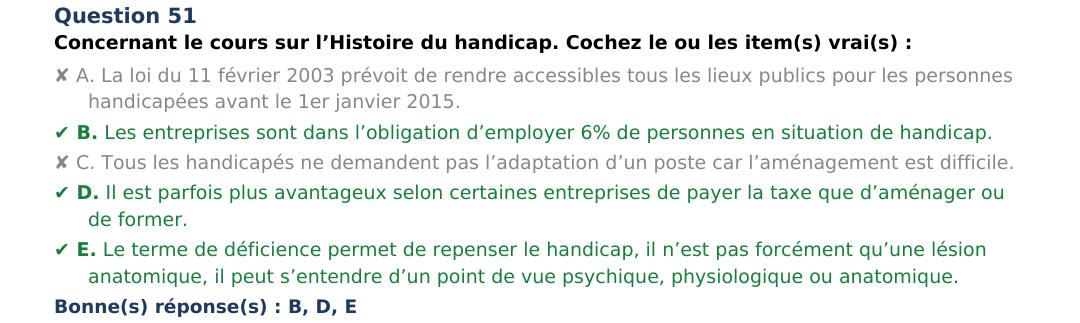 Question 51
Concernant le cours sur l’Histoire du handicap. Cochez le ou les item(s) vrai(s) :
✘ A. La loi du 11 février 2003 prévoit de rendre accessibles tous les lieux publics pour les personnes
handicapées avant le 1er janvier 2015.
✔ B. Les entreprises sont dans l’obligation d’employer 6% de personnes en situation de handicap.
✘ C. Tous les handicapés ne demandent pas l’adaptation d’un poste car l’aménagement est difficile.
✔ D. Il est parfois plus avantageux selon certaines entreprises de payer la taxe que d’aménager ou
de former.
✔ E. Le terme de déficience permet de repenser le handicap, il n’est pas forcément qu’une lésion
anatomique, il peut s’entendre d’un point de vue psychique, physiologique ou anatomique.
Bonne(s) réponse(s) : B, D, E